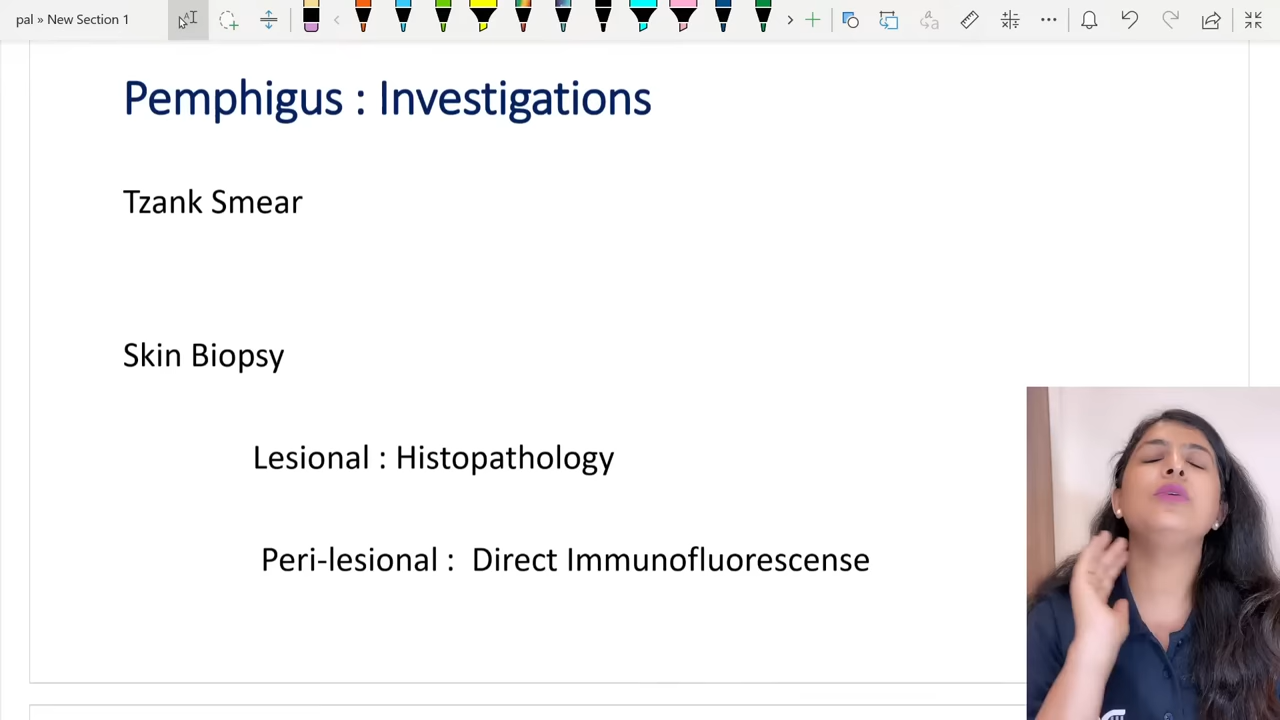 pal » New Section 1
Pemphigus : Investigations
Tzank Smear
Skin Biopsy
Lesional : Histopathology
Peri-lesional : Direct Immunofluorescense